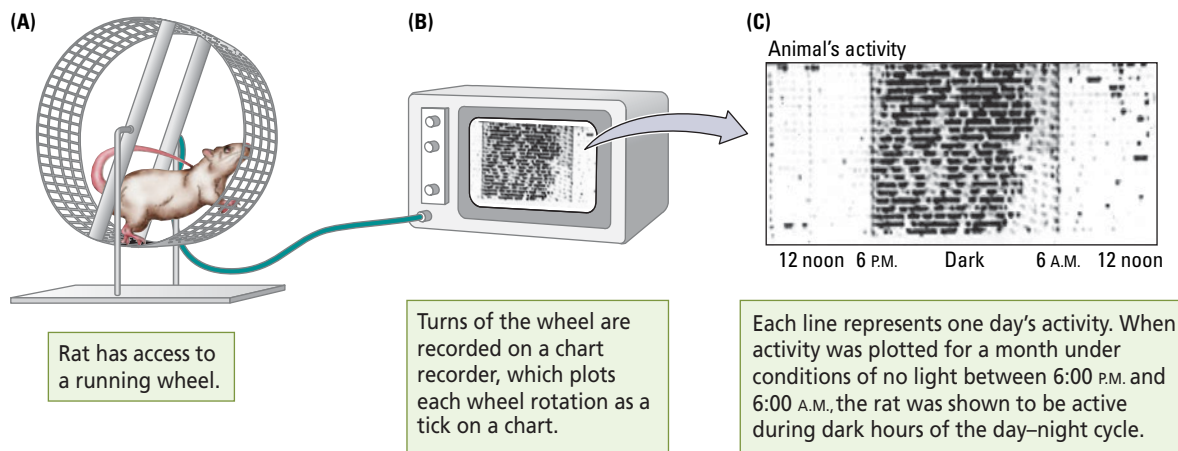 (A)
(B)
(C)
Animal's activity
12 noon 6 P.M. Dark 6 A.M. 12 noon
Rat has access to
a running wheel.
Turns of the wheel are
recorded on a chart
recorder, which plots
each wheel rotation as a
tick on a chart.
Each line represents one day's activity. When
activity was plotted for a month under
conditions of no light between 6:00 P.M. and
6:00 A.M., the rat was shown to be active
during dark hours of the day–night cycle.